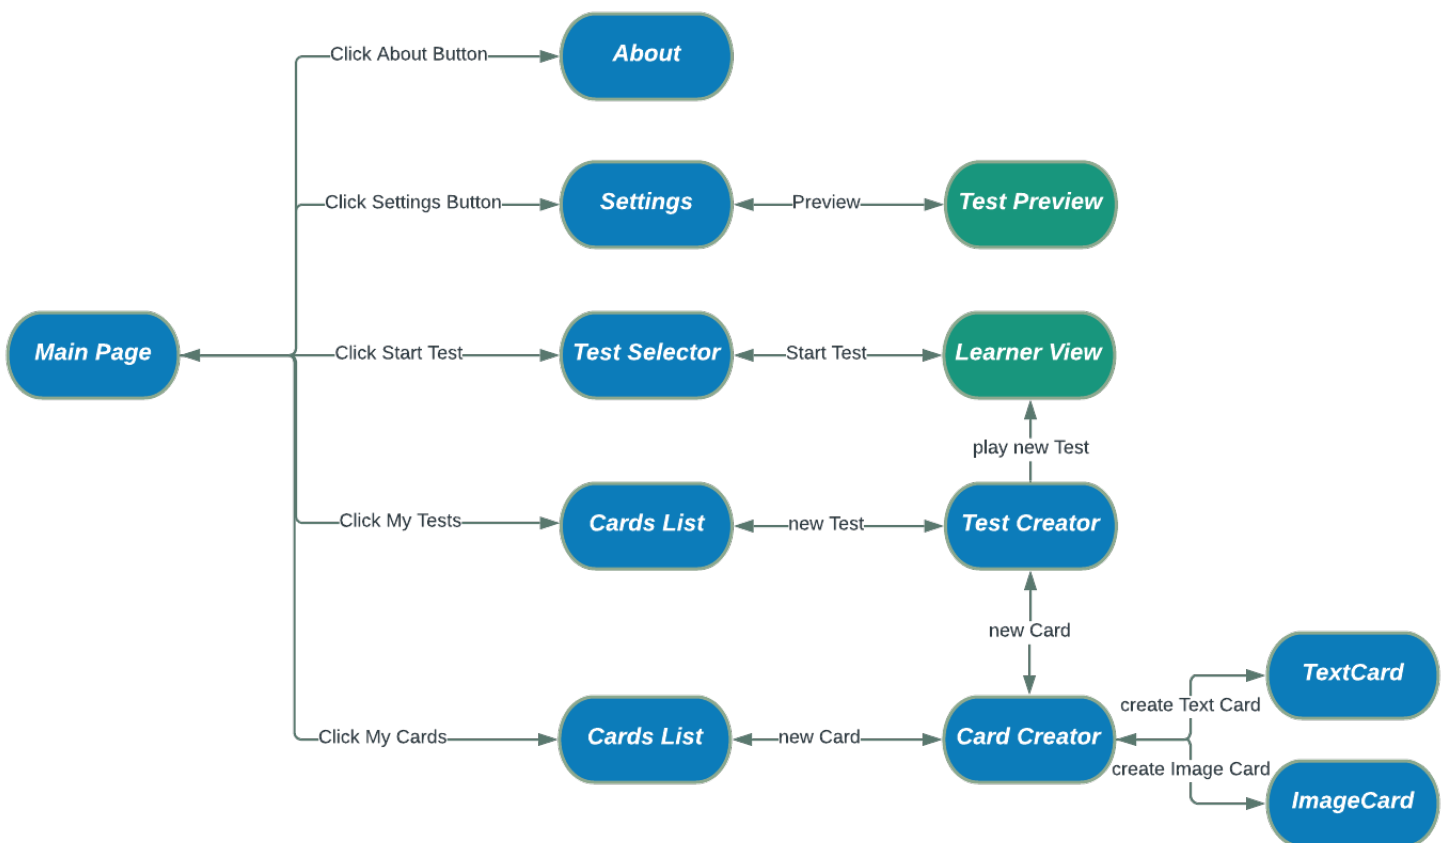 Click About Button
About
Click Settings Button
Settings
Preview
Test Preview
Main Page
Click Start Test
Test Selector
Start Test
Learner View
play new Test
Click My Tests
Cards List
new Test
Test Creator
new Card
Click My Cards
Cards List
new Card
Card Creator
create Text Card
TextCard
create Image Card
ImageCard